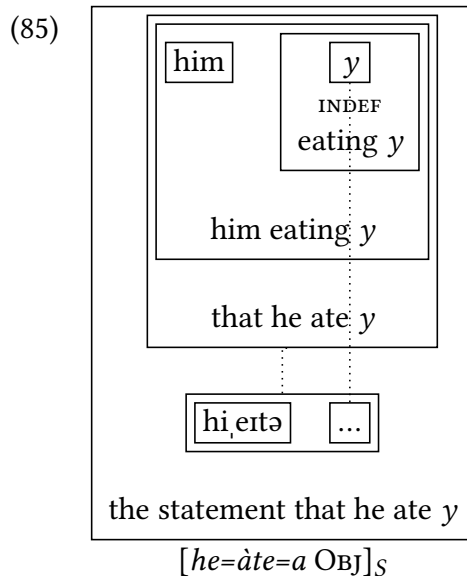 (85)
him y
INDEF
eating y
him eating y
that he ate y
hiˌeɪtə ...
the statement that he ate y
[he=àte=a OBJ]S